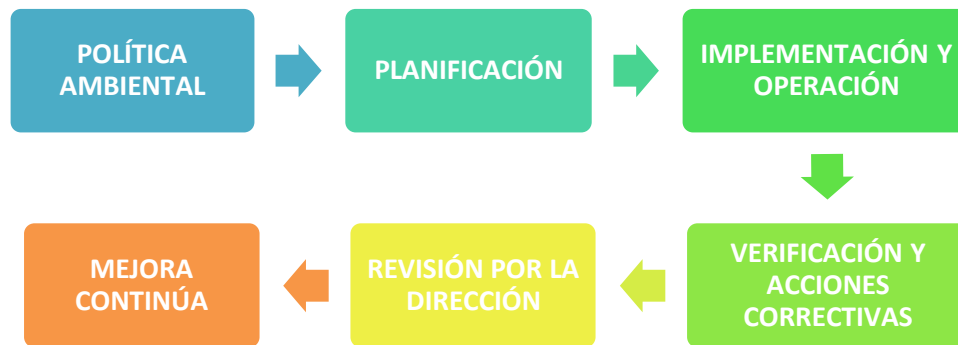 POLÍTICA
AMBIENTAL
PLANIFICACIÓN
IMPLEMENTACIÓN Y
OPERACIÓN
VERIFICACIÓN Y
ACCIONES
CORRECTIVAS
REVISIÓN POR LA
DIRECCIÓN
MEJORA
CONTINÚA